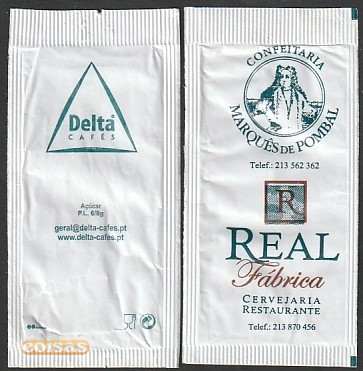 Delta
CAFÉS
Açúcar
P.L. 6/8g
geral@delta-cafes.pt
www.delta-cafes.pt
coisas
CONFEITARIA
MARQUÊS DE POMBAL
Telef.: 213 562 362
R
REAL
Fábrica
CERVEJARIA
RESTAURANTE
Telef.: 213 870 456